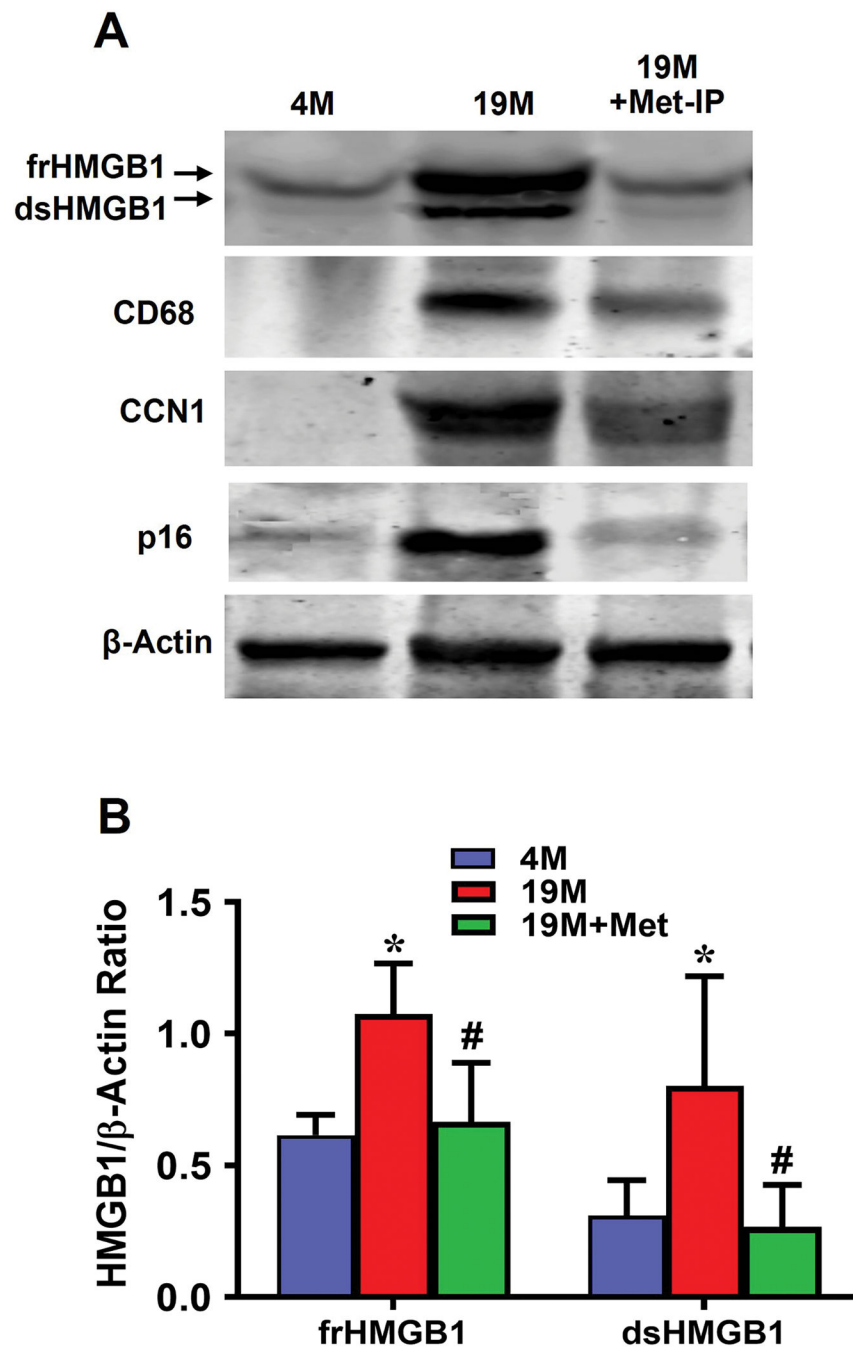 A
4M
19M
19M
+Met-IP
frHMGB1
dsHMGB1
CD68
CCN1
p16
β-Actin
B
4M
19M
19M+Met
HMGB1/β-Actin Ratio
1.5
1.0
0.5
0.0
*
#
*
#
frHMGB1
dsHMGB1